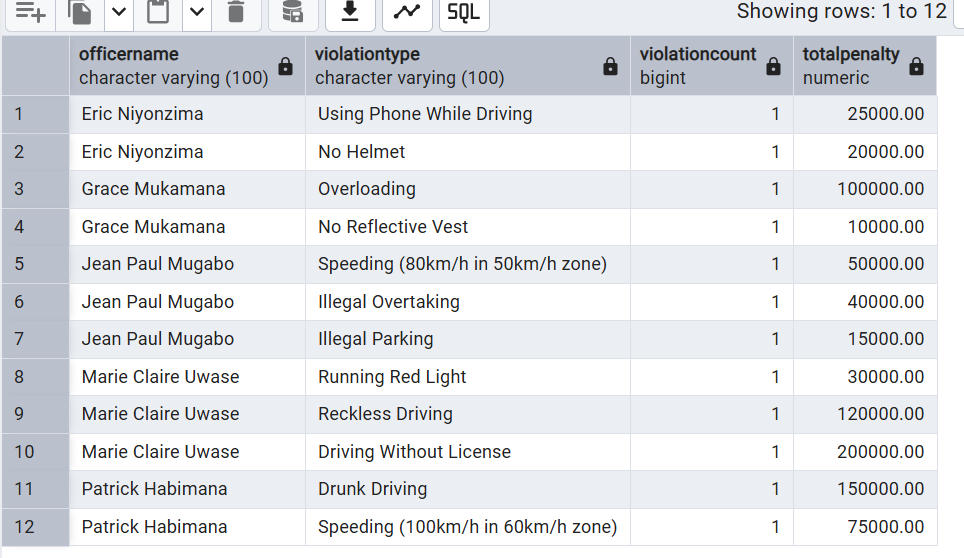 SQL
Showing rows: 1 to 12
officername violationtype violationcount totalpenalty
character varying (100) character varying (100) bigint numeric
1 Eric Niyonzima Using Phone While Driving 1 25000.00
2 Eric Niyonzima No Helmet 1 20000.00
3 Grace Mukamana Overloading 1 100000.00
4 Grace Mukamana No Reflective Vest 1 10000.00
5 Jean Paul Mugabo Speeding (80km/h in 50km/h zone) 1 50000.00
6 Jean Paul Mugabo Illegal Overtaking 1 40000.00
7 Jean Paul Mugabo Illegal Parking 1 15000.00
8 Marie Claire Uwase Running Red Light 1 30000.00
9 Marie Claire Uwase Reckless Driving 1 120000.00
10 Marie Claire Uwase Driving Without License 1 200000.00
11 Patrick Habimana Drunk Driving 1 150000.00
12 Patrick Habimana Speeding (100km/h in 60km/h zone) 1 75000.00